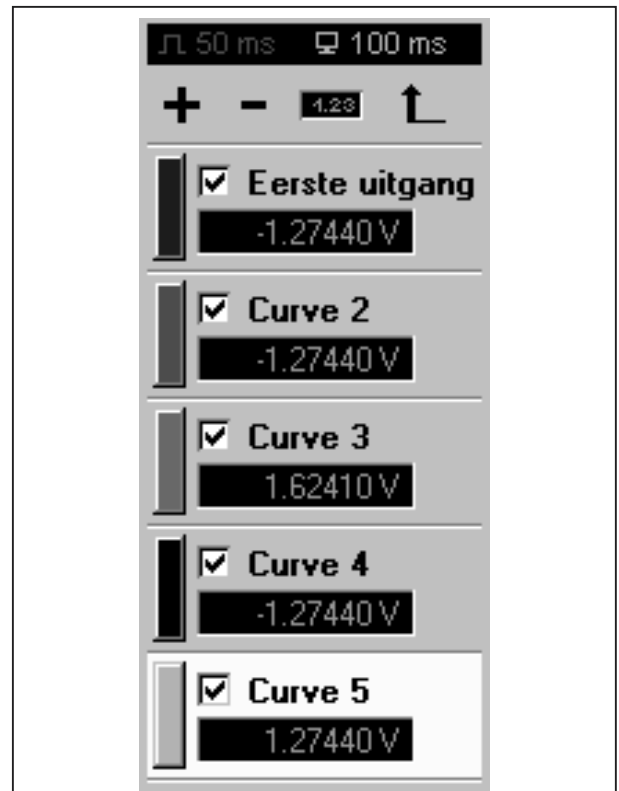 50 ms 100 ms
+ - 1.23
Eerste uitgang
-1.27440 V
Curve 2
-1.27440 V
Curve 3
1.62410 V
Curve 4
-1.27440 V
Curve 5
1.27440 V